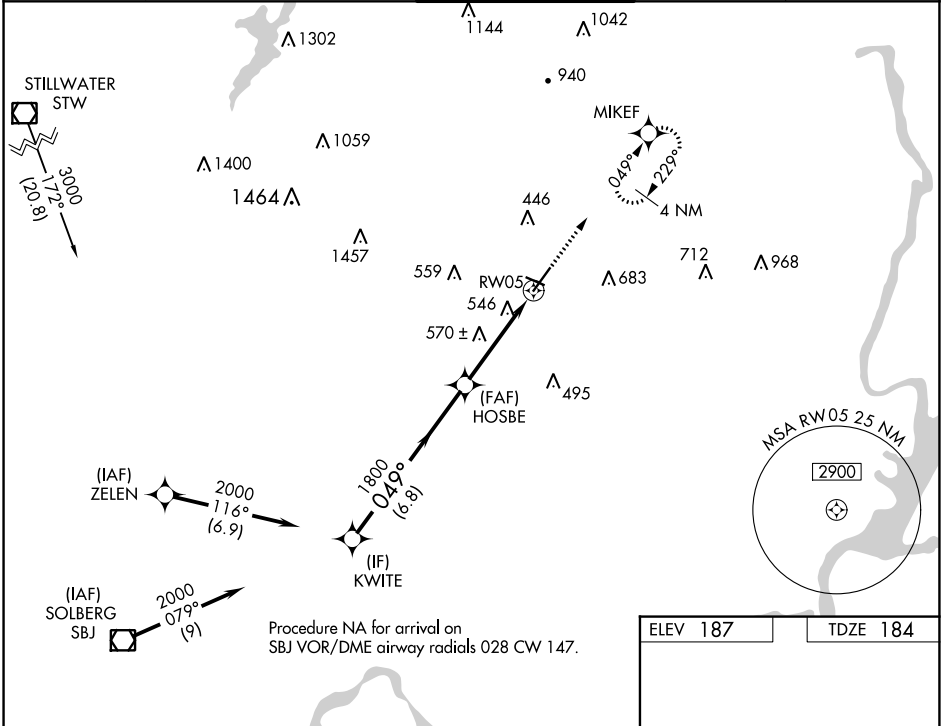 1144
1042
1302
940
STILLWATER
STW
MIKEF
1059
1400
3000
172°
(20.8)
049°
229°
1464
446
4 NM
1457
559
RW05
683
712
968
546
570 ±
(FAF)
HOSBE
495
MSA RW05 25 NM
2900
(IAF)
ZELEN
2000
116°
(6.9)
1800
049°
(6.8)
(IF)
KWITE
(IAF)
SOLBERG
SBJ
2000
079°
(9)
Procedure NA for arrival on
SBJ VOR/DME airway radials 028 CW 147.
ELEV 187
TDZE 184